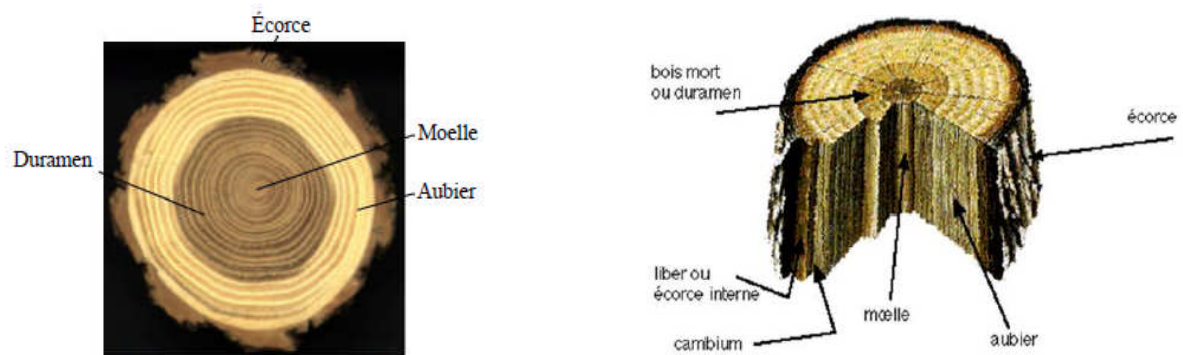 Écorce
Moelle
Duramen
Aubier
bois mort
ou duramen
écorce
liber ou
écorce interne
cambium
mœlle
aubier